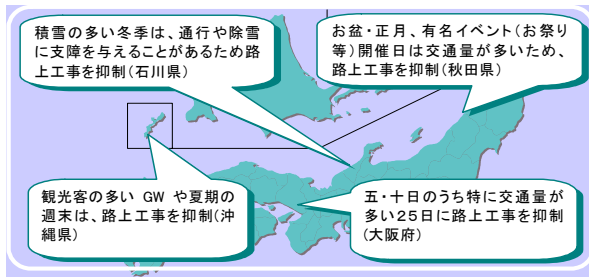 積雪の多い冬季は、通行や除雪
に支障を与えることがあるため路
上工事を抑制(石川県)
お盆・正月、有名イベント(お祭り
等)開催日は交通量が多いため、
路上工事を抑制(秋田県)
観光客の多い GW や夏期の
週末は、路上工事を抑制(沖
縄県)
五・十日のうち特に交通量が
多い25日に路上工事を抑制
(大阪府)